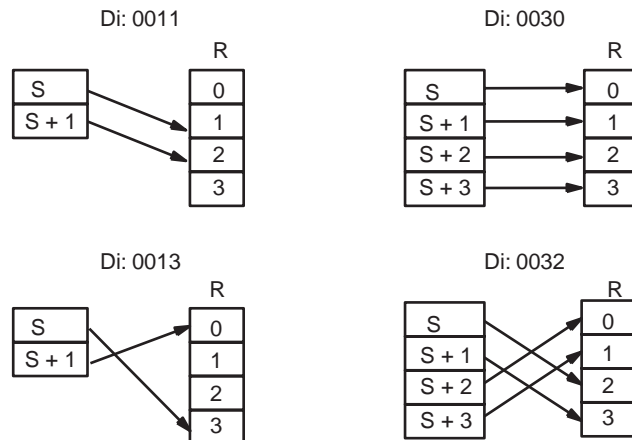 Di: 0011
R
S
S + 1
0
1
2
3
Di: 0030
R
S
S + 1
S + 2
S + 3
0
1
2
3
Di: 0013
R
S
S + 1
0
1
2
3
Di: 0032
R
S
S + 1
S + 2
S + 3
0
1
2
3